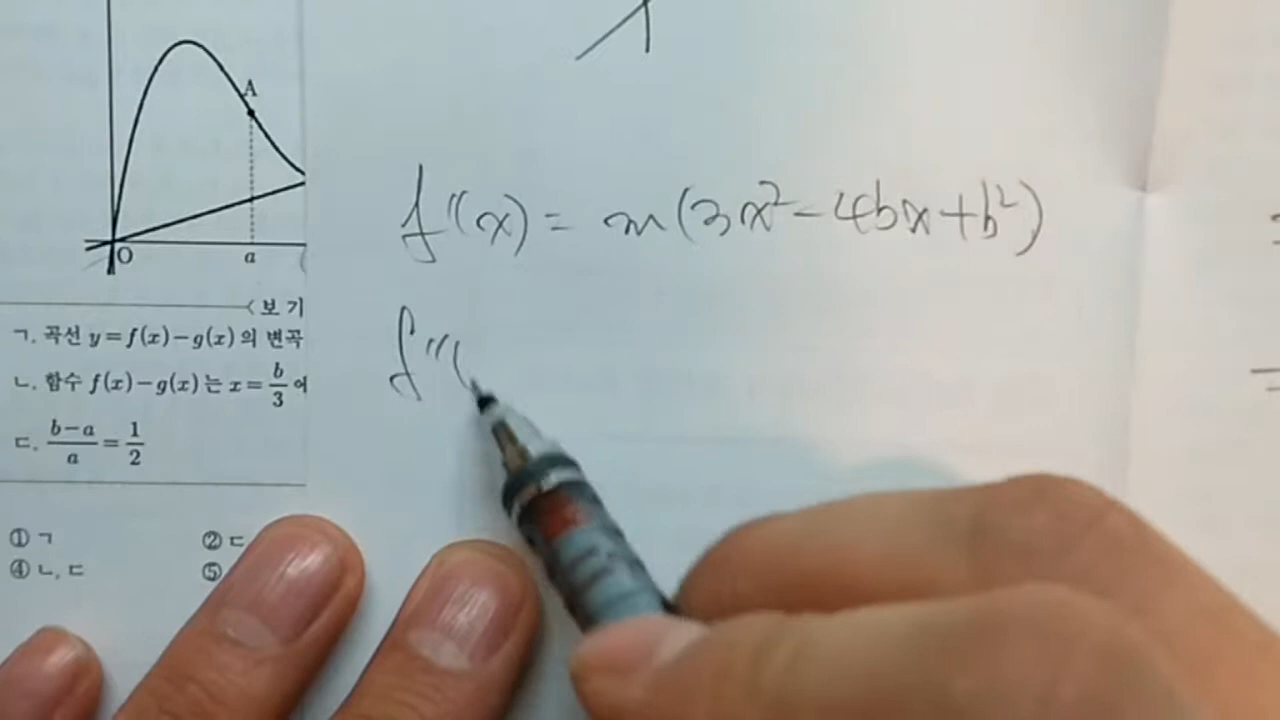 A
O
a
보 기
ㄱ. 곡선 y=f(x)-g(x)의 변곡
ㄴ. 함수 f(x)-g(x)는 x=b/3 에
ㄷ. (b-a)/a = 1/2
① ㄱ ② ㄷ
④ ㄴ, ㄷ ⑤
f''(x) = m(3x²-4bx+b²)
f''(